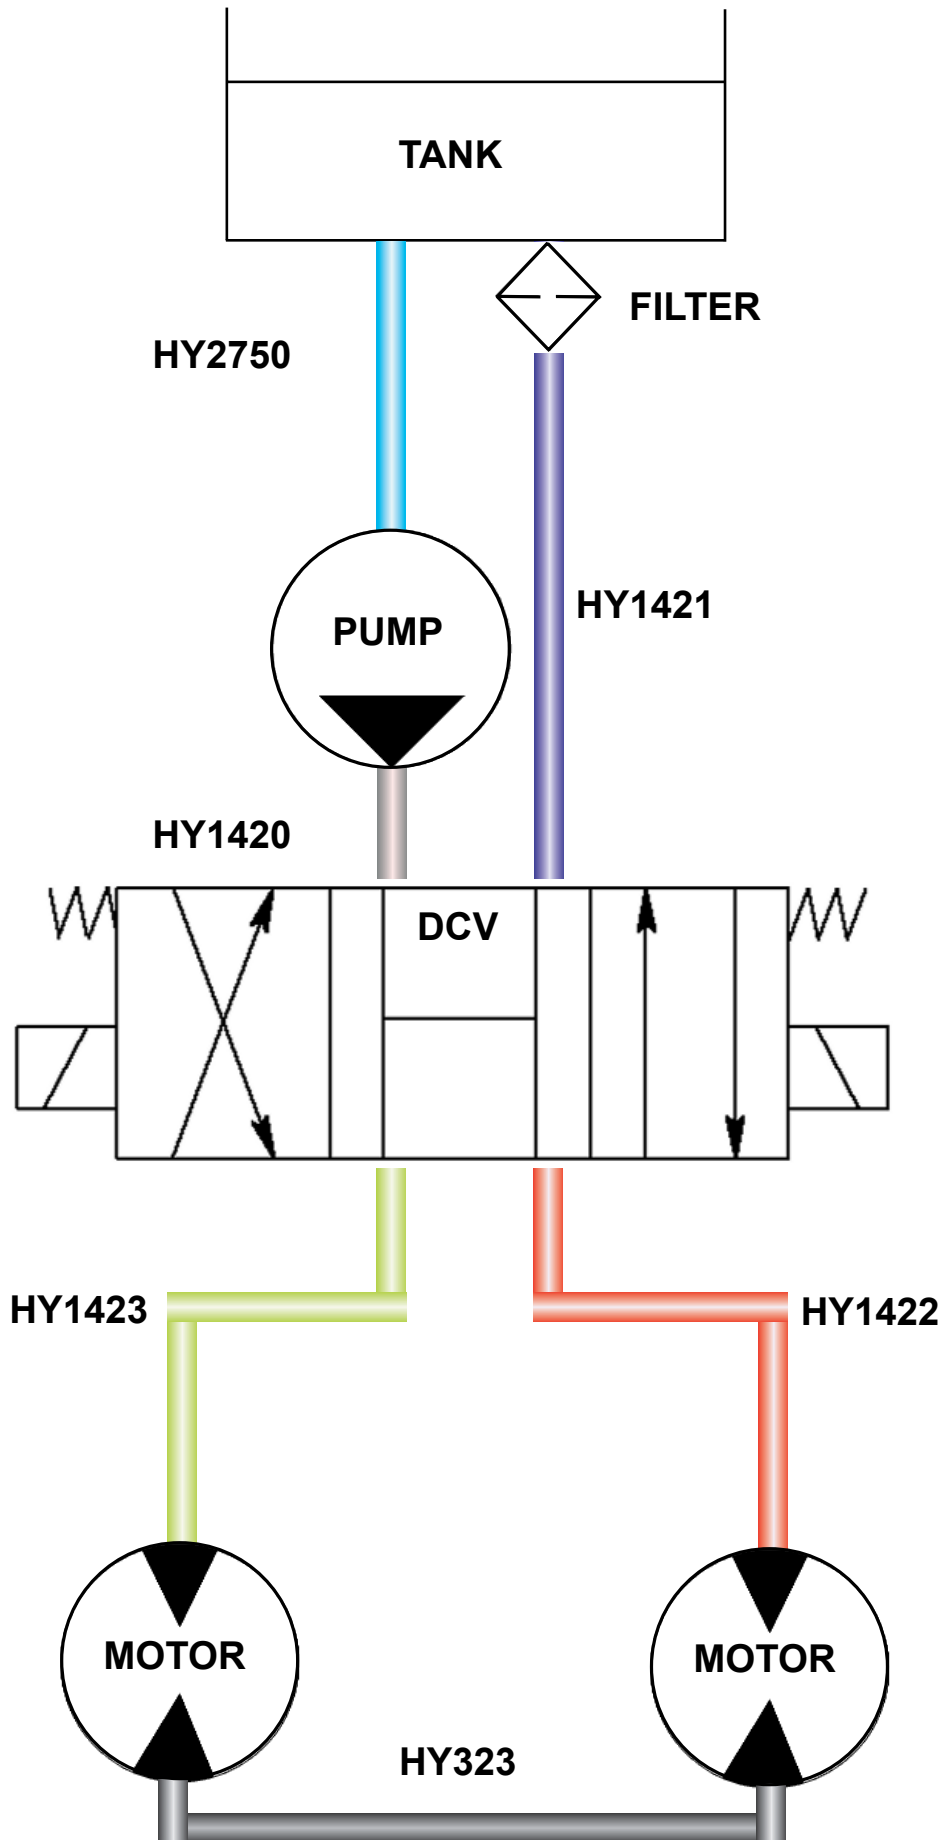 TANK
FILTER
HY2750
HY1421
PUMP
HY1420
DCV
HY1423
HY1422
MOTOR
MOTOR
HY323